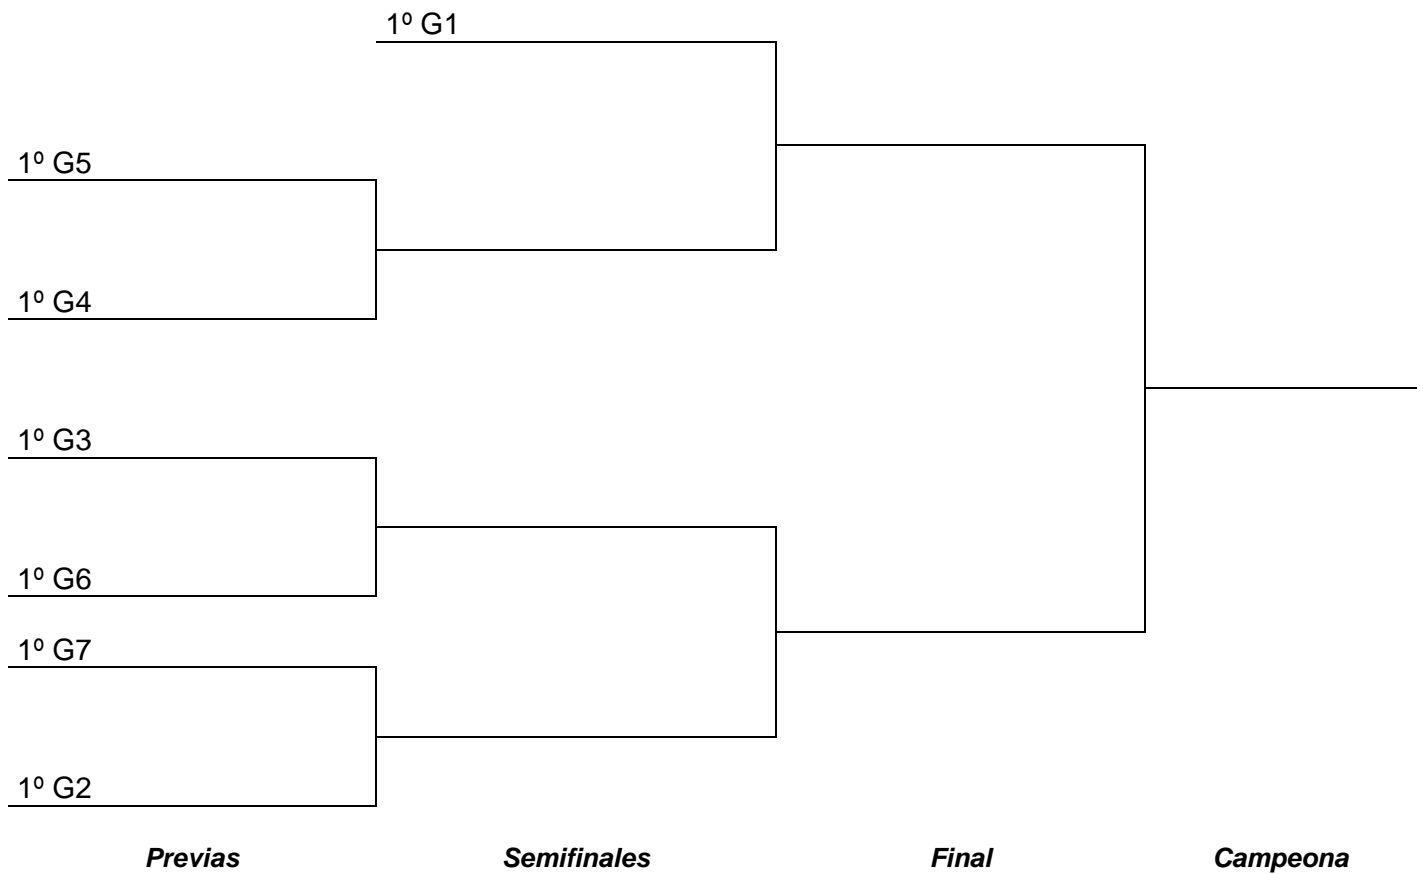 1º G1
1º G5
1º G4
1º G3
1º G6
1º G7
1º G2
Previas Semifinales Final Campeona